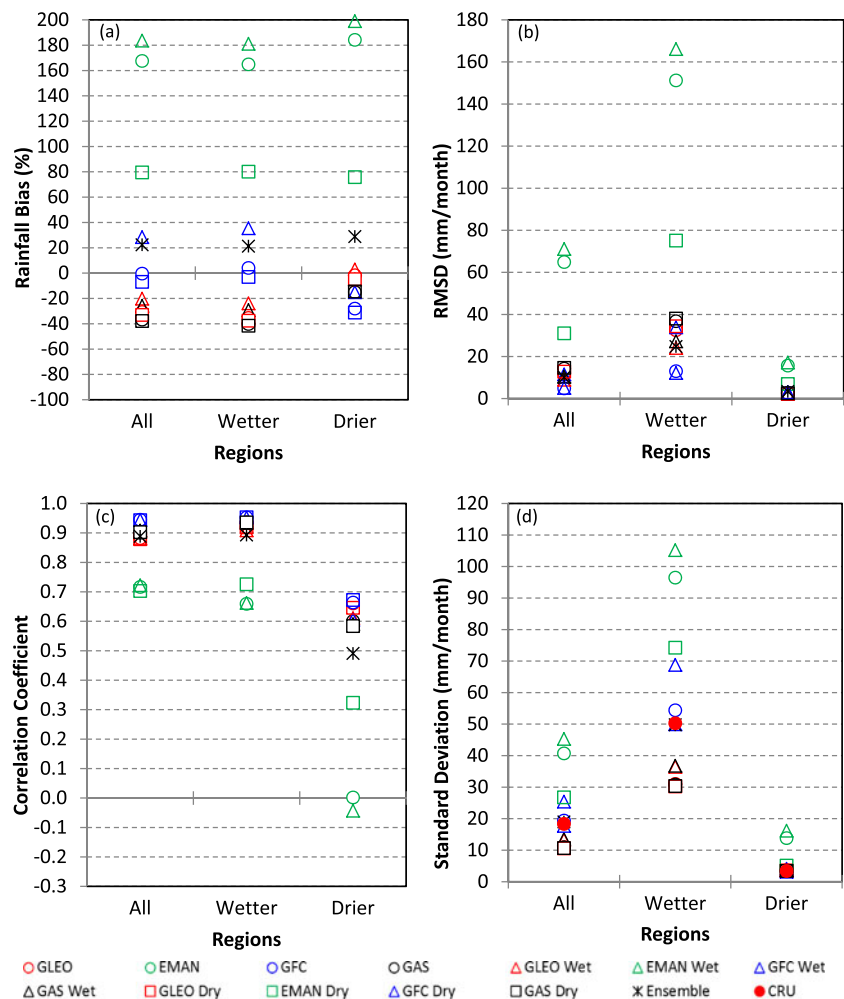 (a)
200
180
160
140
120
100
80
60
40
20
0
-20
-40
-60
-80
-100
Rainfall Bias (%)
All Wetter Drier
Regions
(b)
180
160
140
120
100
80
60
40
20
0
RMSD (mm/month)
All Wetter Drier
Regions
(c)
1.0
0.9
0.8
0.7
0.6
0.5
0.4
0.3
0.2
0.1
0.0
-0.1
-0.2
-0.3
Correlation Coefficient
All Wetter Drier
Regions
(d)
120
110
100
90
80
70
60
50
40
30
20
10
0
Standard Deviation (mm/month)
All Wetter Drier
Regions
GLEO EMAN GFC GAS GLEO Wet EMAN Wet GFC Wet
GAS Wet GLEO Dry EMAN Dry GFC Dry GAS Dry Ensemble CRU